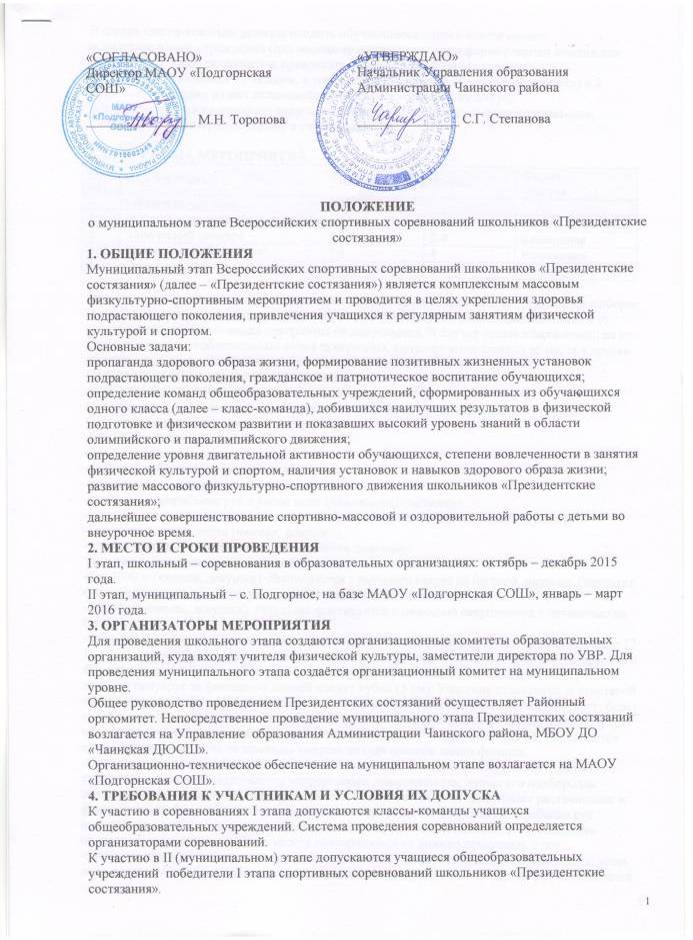 «СОГЛАСОВАНО»
Директор МАОУ «Подгорнская
СОШ»
М.Н. Торопова
«УТВЕРЖДАЮ»
Начальник Управления образования
Администрации Чаинского района
С.Г. Степанова
МАОУ
«Подгорнская
СОШ»
ПОЛОЖЕНИЕ
о муниципальном этапе Всероссийских спортивных соревнований школьников «Президентские
состязания»
1. ОБЩИЕ ПОЛОЖЕНИЯ
Муниципальный этап Всероссийских спортивных соревнований школьников «Президентские
состязания» (далее – «Президентские состязания») является комплексным массовым
физкультурно-спортивным мероприятием и проводится в целях укрепления здоровья
подрастающего поколения, привлечения учащихся к регулярным занятиям физической
культурой и спортом.
Основные задачи:
пропаганда здорового образа жизни, формирование позитивных жизненных установок
подрастающего поколения, гражданское и патриотическое воспитание обучающихся;
определение команд общеобразовательных учреждений, сформированных из обучающихся
одного класса (далее – класс-команда), добившихся наилучших результатов в физической
подготовке и физическом развитии и показавших высокий уровень знаний в области
олимпийского и паралимпийского движения;
определение уровня двигательной активности обучающихся, степени вовлеченности в занятия
физической культурой и спортом, наличия установок и навыков здорового образа жизни;
развитие массового физкультурно-спортивного движения школьников «Президентские
состязания»;
дальнейшее совершенствование спортивно-массовой и оздоровительной работы с детьми во
внеурочное время.
2. МЕСТО И СРОКИ ПРОВЕДЕНИЯ
I этап, школьный – соревнования в образовательных организациях: октябрь – декабрь 2015
года.
II этап, муниципальный – с. Подгорное, на базе МАОУ «Подгорнская СОШ», январь – март
2016 года.
3. ОРГАНИЗАТОРЫ МЕРОПРИЯТИЯ
Для проведения школьного этапа создаются организационные комитеты образовательных
организаций, куда входят учителя физической культуры, заместители директора по УВР. Для
проведения муниципального этапа создаётся организационный комитет на муниципальном
уровне.
Общее руководство проведением Президентских состязаний осуществляет Районный
оргкомитет. Непосредственное проведение муниципального этапа Президентских состязаний
возлагается на Управление образования Администрации Чаинского района, МБОУ ДО
«Чаинская ДЮСШ».
Организационно-техническое обеспечение на муниципальном этапе возлагается на МАОУ
«Подгорнская СОШ».
4. ТРЕБОВАНИЯ К УЧАСТНИКАМ И УСЛОВИЯ ИХ ДОПУСКА
К участию в соревнованиях I этапа допускаются классы-команды учащихся
общеобразовательных учреждений. Система проведения соревнований определяется
организаторами соревнований.
К участию в II (муниципальном) этапе допускаются учащиеся общеобразовательных
учреждений победители I этапа спортивных соревнований школьников «Президентские
состязания».
1